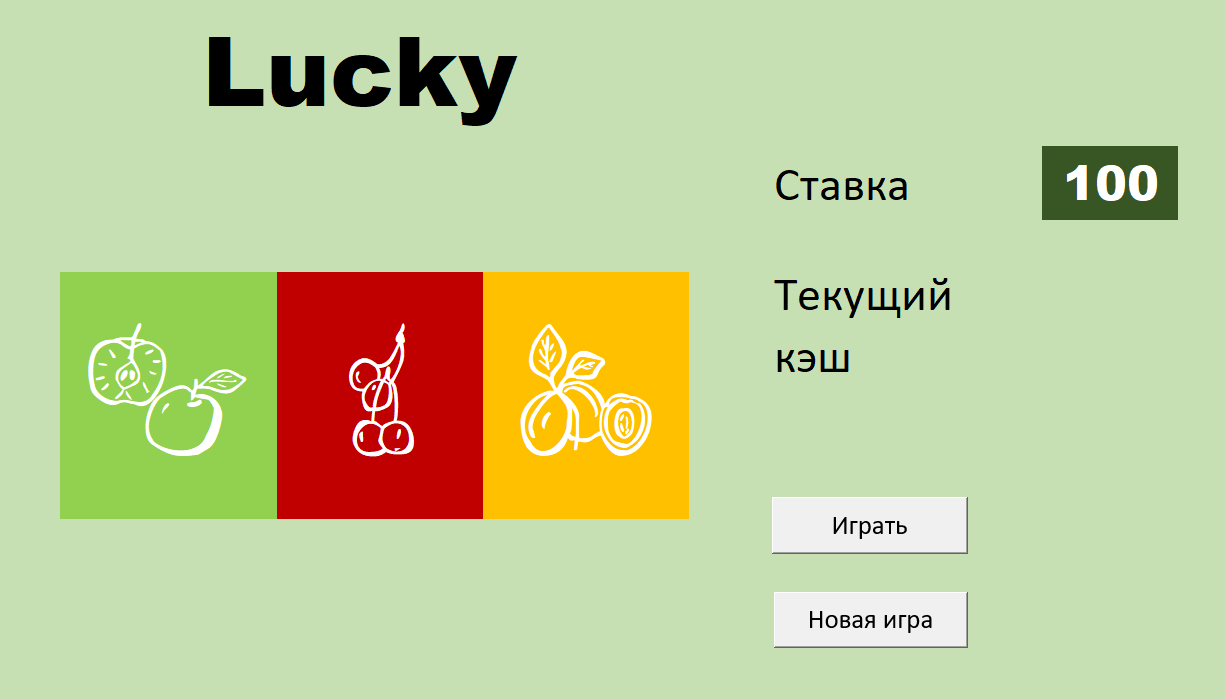 Lucky
Ставка
100
Текущий
кэш
Играть
Новая игра